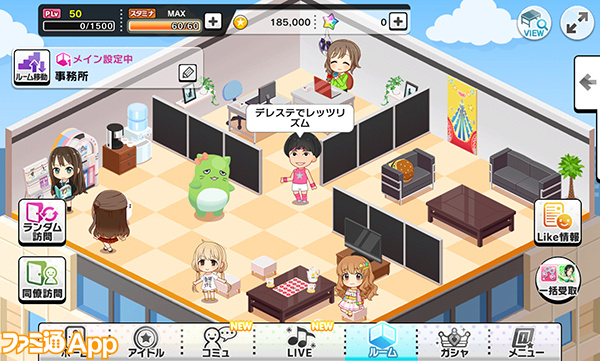 PLv 50
0/1500
スタミナ MAX
60/60
185,000
0
VIEW
ルーム移動
メイン設定中
事務所
デレステでレッツリ
ズム
ランダム
訪問
同僚訪問
Like情報
一括受取
ホーム
アイドル
NEW
コミュ
NEW
LIVE
ルーム
ガシャ
@
メニュー
ファミ通App